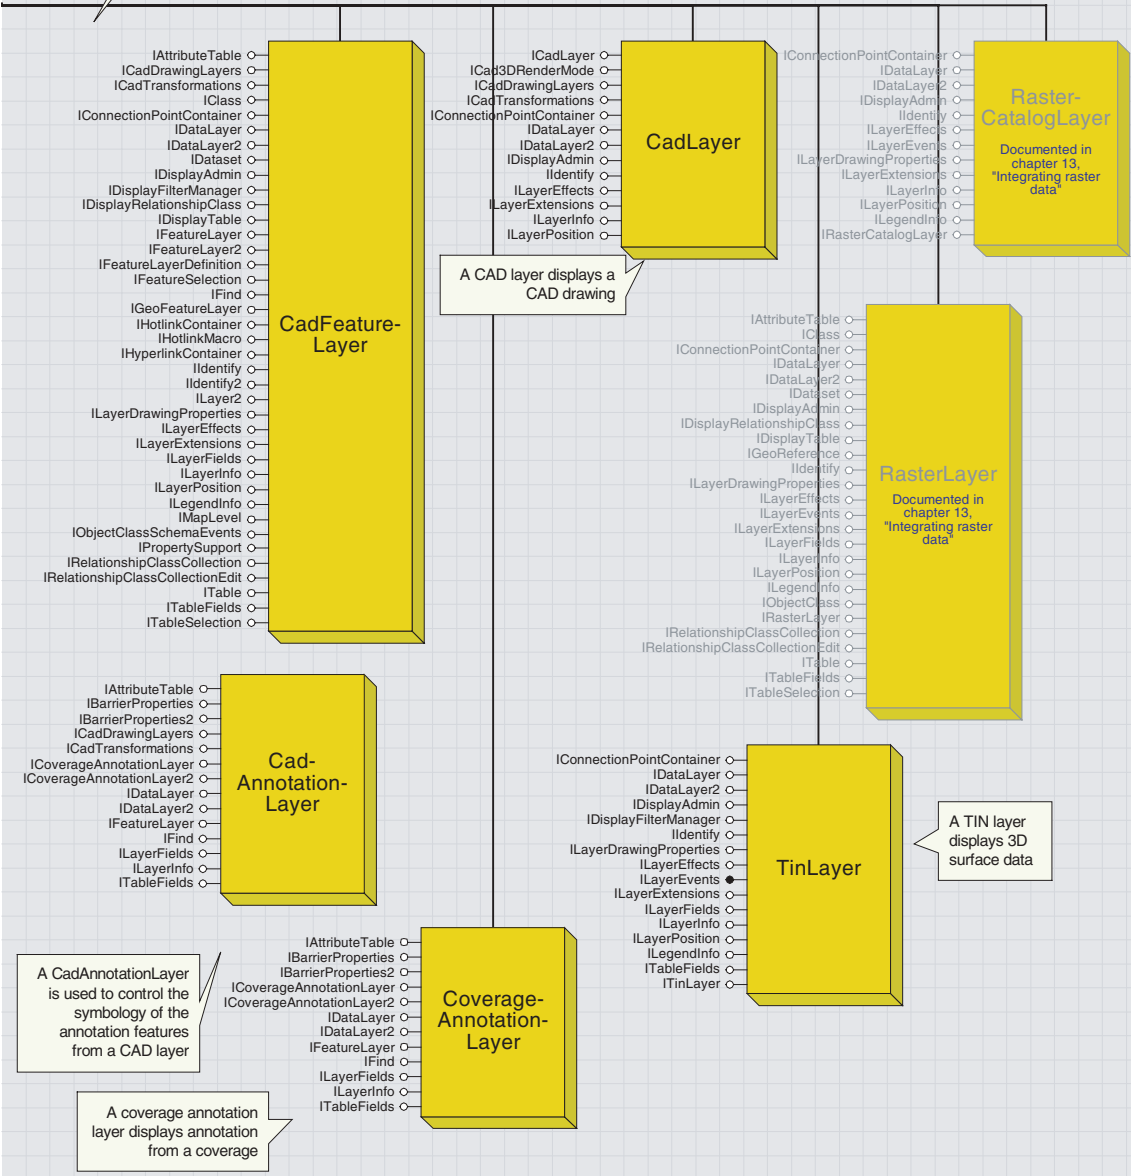 IAttributeTable
ICadDrawingLayers
ICadTransformations
IClass
IConnectionPointContainer
IDataLayer
IDataLayer2
IDataset
IDisplayAdmin
IDisplayFilterManager
IDisplayRelationshipClass
IDisplayTable
IFeatureLayer
IFeatureLayer2
IFeatureLayerDefinition
IFeatureSelection
IFind
IGeoFeatureLayer
IHotlinkContainer
IHotlinkMacro
IHyperlinkContainer
IIdentify
IIdentify2
ILayer2
ILayerDrawingProperties
ILayerEffects
ILayerExtensions
ILayerFields
ILayerInfo
ILayerPosition
ILegendInfo
IMapLevel
IObjectClassSchemaEvents
IPropertySupport
IRelationshipClassCollection
IRelationshipClassCollectionEdit
ITable
ITableFields
ITableSelection
CadFeature-
Layer
ICadLayer
ICad3DRenderMode
ICadDrawingLayers
ICadTransformations
IConnectionPointContainer
IDataLayer
IDataLayer2
IDisplayAdmin
IIdentify
ILayerEffects
ILayerExtensions
ILayerInfo
ILayerPosition
CadLayer
A CAD layer displays a
CAD drawing
IConnectionPointContainer
IDataLayer
IDataLayer2
IDisplayAdmin
IIdentify
ILayerEffects
ILayerEvents
ILayerDrawingProperties
ILayerExtensions
ILayerInfo
ILayerPosition
ILegendInfo
IRasterCatalogLayer
Raster-
CatalogLayer
Documented in
chapter 13,
"Integrating raster
data"
IAttributeTable
IClass
IConnectionPointContainer
IDataLayer
IDataLayer2
IDataset
IDisplayAdmin
IDisplayRelationshipClass
IDisplayTable
IGeoReference
IIdentify
ILayerDrawingProperties
ILayerEffects
ILayerEvents
ILayerExtensions
ILayerFields
ILayerInfo
ILayerPosition
ILegendInfo
IObjectClass
IRasterLayer
IRelationshipClassCollection
IRelationshipClassCollectionEdit
ITable
ITableFields
ITableSelection
RasterLayer
Documented in
chapter 13,
"Integrating raster
data"
IAttributeTable
IBarrierProperties
IBarrierProperties2
ICadDrawingLayers
ICadTransformations
ICoverageAnnotationLayer
ICoverageAnnotationLayer2
IDataLayer
IDataLayer2
IFeatureLayer
IFind
ILayerFields
ILayerInfo
ITableFields
Cad-
Annotation-
Layer
IConnectionPointContainer
IDataLayer
IDataLayer2
IDisplayAdmin
IDisplayFilterManager
IIdentify
ILayerDrawingProperties
ILayerEffects
ILayerEvents
ILayerExtensions
ILayerFields
ILayerInfo
ILayerPosition
ILegendInfo
ITableFields
ITinLayer
TinLayer
A TIN layer
displays 3D
surface data
A CadAnnotationLayer
is used to control the
symbology of the
annotation features
from a CAD layer
IAttributeTable
IBarrierProperties
IBarrierProperties2
ICoverageAnnotationLayer
ICoverageAnnotationLayer2
IDataLayer
IDataLayer2
IFeatureLayer
IFind
ILayerFields
ILayerInfo
ITableFields
Coverage-
Annotation-
Layer
A coverage annotation
layer displays annotation
from a coverage